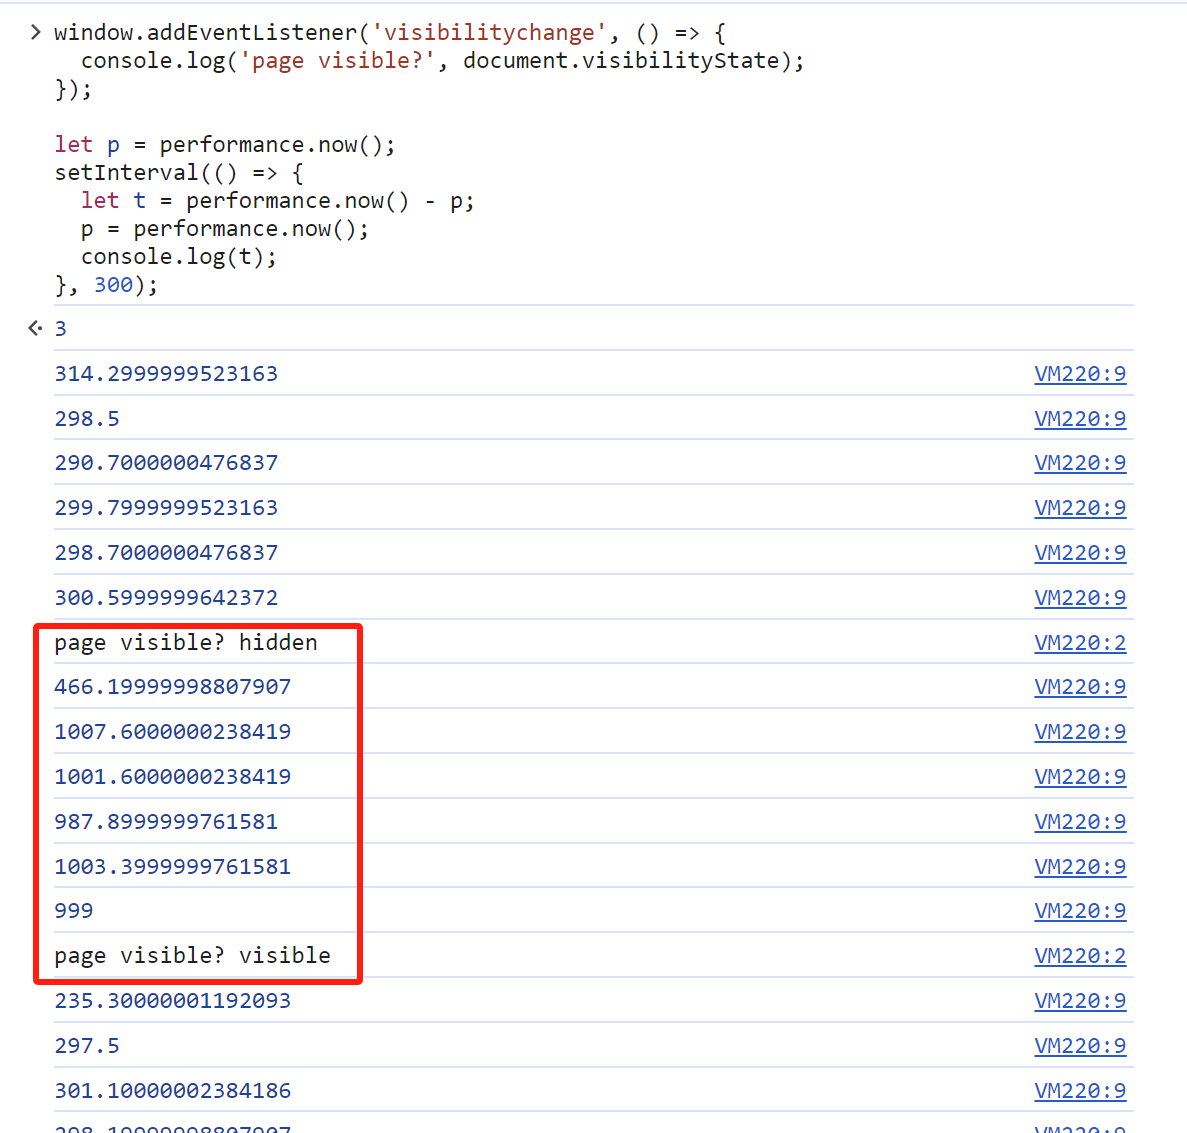 > window.addEventListener('visibilitychange', () => {
  console.log('page visible?', document.visibilityState);
});

let p = performance.now();
setInterval(() => {
  let t = performance.now() - p;
  p = performance.now();
  console.log(t);
}, 300);
3
314.2999999523163 VM220:9
298.5 VM220:9
290.7000000476837 VM220:9
299.7999999523163 VM220:9
298.7000000476837 VM220:9
300.5999999642372 VM220:9
page visible? hidden VM220:2
466.19999998807907 VM220:9
1007.6000000238419 VM220:9
1001.6000000238419 VM220:9
987.8999999761581 VM220:9
1003.3999999761581 VM220:9
999 VM220:9
page visible? visible VM220:2
235.30000001192093 VM220:9
297.5 VM220:9
301.10000002384186 VM220:9
298.19999998807907 VM220:9